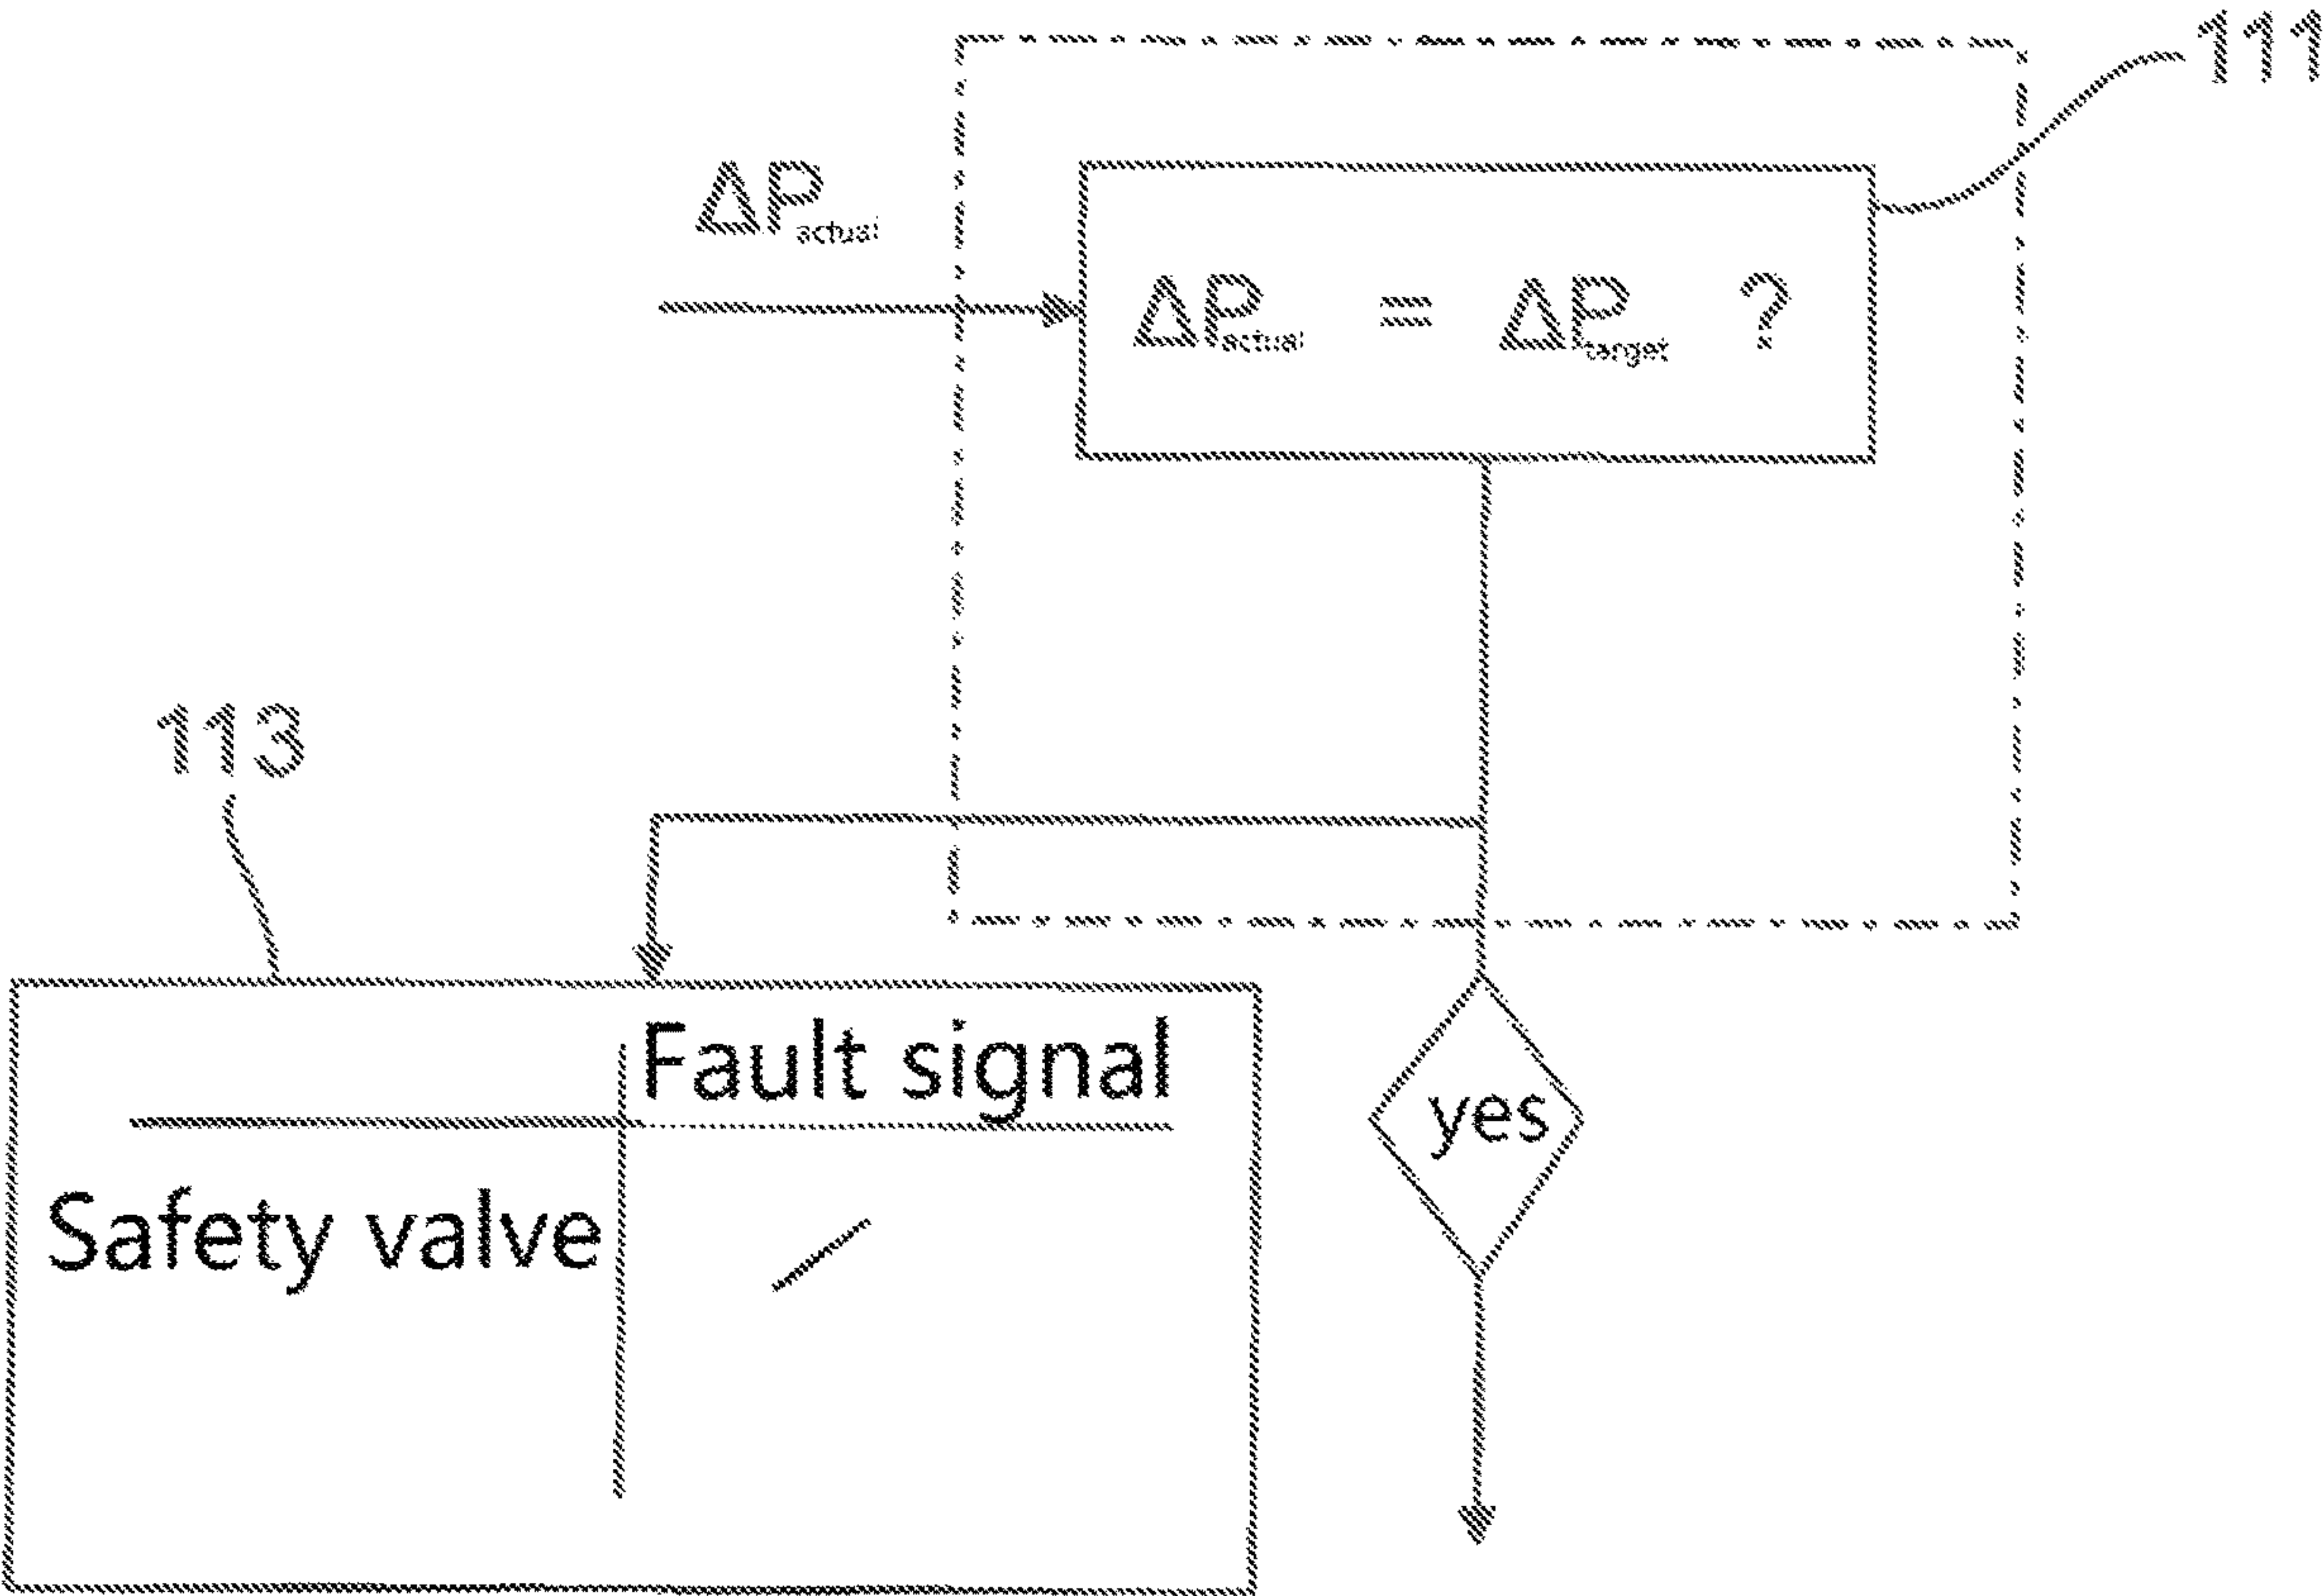 111
ΔPactual
ΔPactual = ΔPtarget ?
113
Fault signal
yes
Safety valve